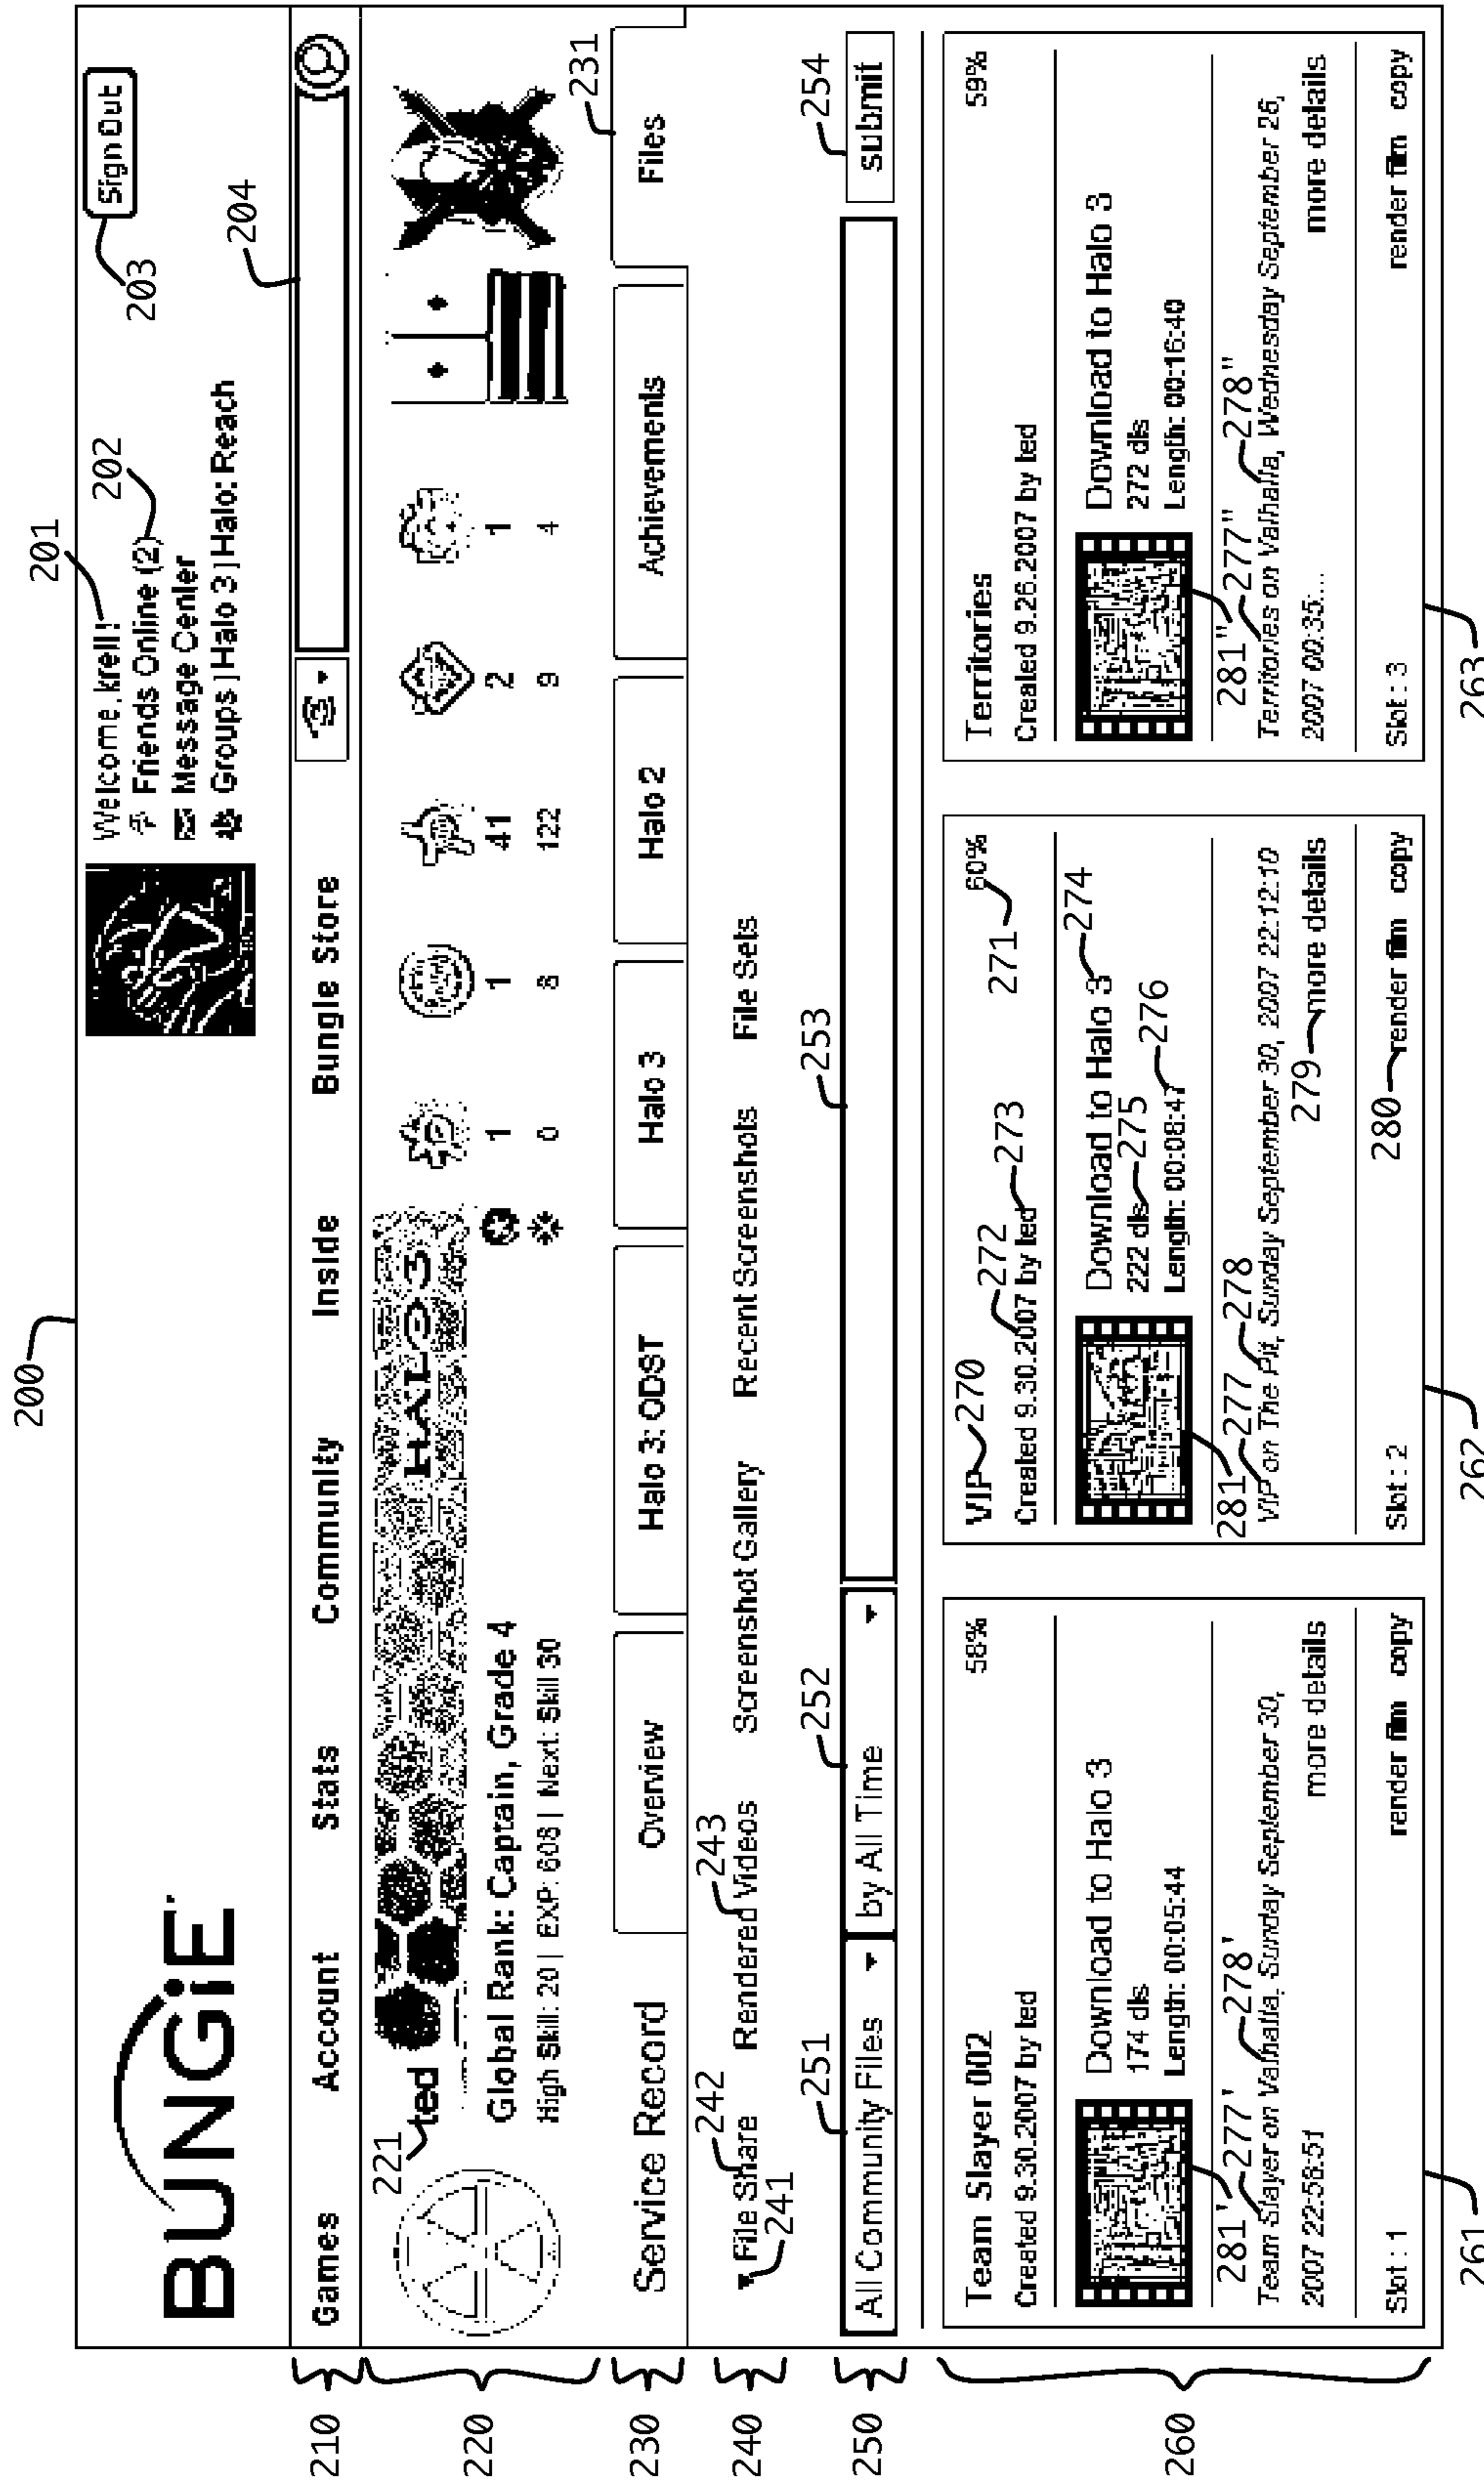 200
BUNGiE
201
Welcome, krell!
Friends Online (2)
202
Message Center
Groups | Halo 3 | Halo: Reach
Sign Out
203
204
210
Games Account Stats Community Inside Bungie Store
220
221
ted
HALO 3
Global Rank: Captain, Grade 4
High Skill: 20 | EXP: 608 | Next: Skill 30
1 1 41 2 1
0 8 122 9 4
231
230
Service Record Overview Halo 3: ODST Halo 3 Halo 2 Achievements Files
242 243
240
File Share Rendered Videos Screenshot Gallery Recent Screenshots File Sets
241
251 252 253 254
250
All Community Files by All Time submit
260
Team Slayer 002 58%
Created 9.30.2007 by ted
Download to Halo 3
174 dls
Length: 00:05:44
281' 277' 278'
Team Slayer on Valhalla, Sunday September 30,
2007 22:58:51 more details
Slot : 1 render film copy
261
VIP 270 60%
271
272 273
Created 9.30.2007 by ted
274
Download to Halo 3
222 dls 275
Length: 00:08:47 276
281 277 278
VIP on The Pit, Sunday September 30, 2007 22:12:10
279 more details
280
Slot : 2 render film copy
262
Territories 59%
Created 9.26.2007 by ted
Download to Halo 3
272 dls
Length: 00:16:40
281" 277" 278"
Territories on Valhalla, Wednesday September 26,
2007 00:35:... more details
Slot : 3 render film copy
263